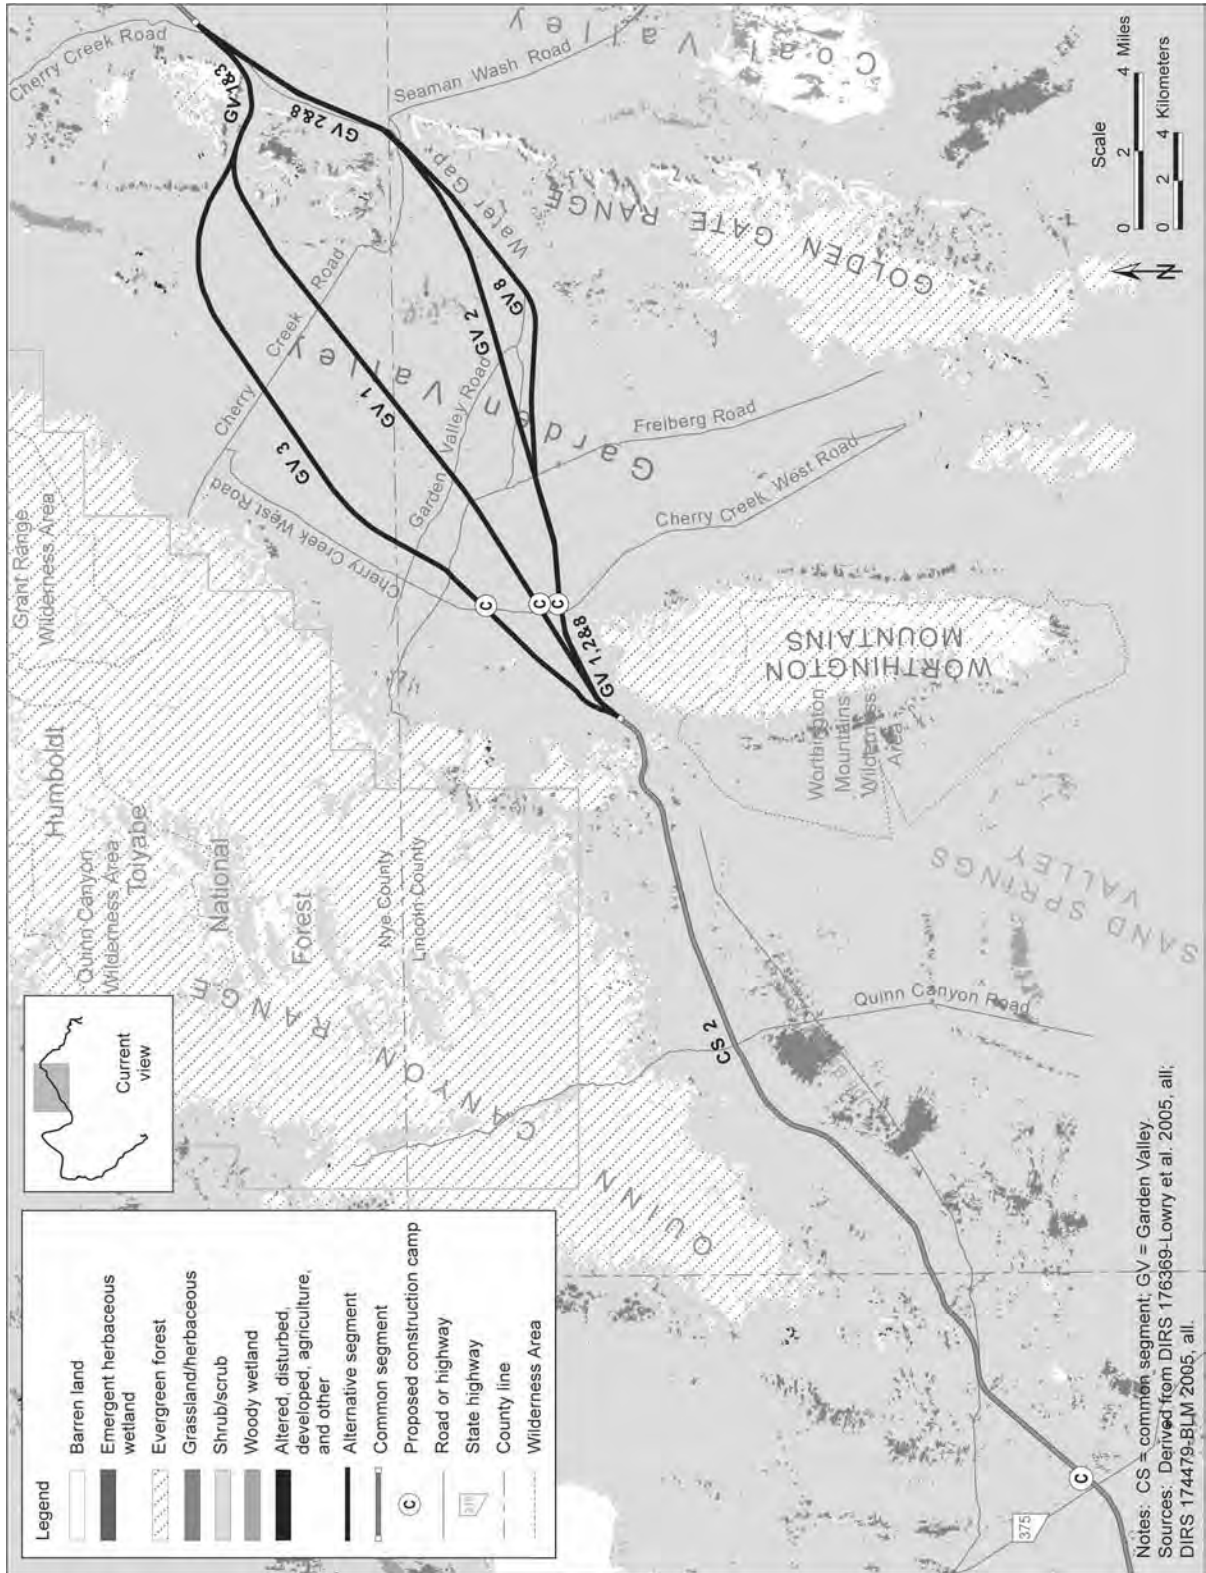 Legend
Barren land
Emergent herbaceous
wetland
Evergreen forest
Grassland/herbaceous
Shrub/scrub
Woody wetland
Altered, disturbed,
developed, agriculture,
and other
Alternative segment
Common segment
C
Proposed construction camp
Road or highway
State highway
County line
Wilderness Area
Current
view
Quinn Canyon
Wilderness Area
Humboldt
Toiyabe
National
Forest
Grant Range
Wilderness Area
QUINN CANYON RANGE
Nye County
Lincoln County
Cherry Creek Road
GV 1&3
GV 2&8
Seaman Wash Road
Coal Valley
Water Gap
GOLDEN GATE RANGE
Cherry Creek Road
GV 3
GV 1
GV 2
GV 8
Garden Valley
Garden Valley Road
Cherry Creek West Road
Freiberg Road
Cherry Creek West Road
C
C
C
GV 1,2&8
WORTHINGTON
MOUNTAINS
Worthington
Mountains
Wilderness
Area
SAND SPRINGS
VALLEY
CS 2
Quinn Canyon Road
375
C
Scale
0 2 4 Miles
0 2 4 Kilometers
N
Notes: CS = common segment; GV = Garden Valley.
Sources: Derived from DIRS 176369-Lowry et al. 2005, all;
DIRS 174479-BLM 2005, all.